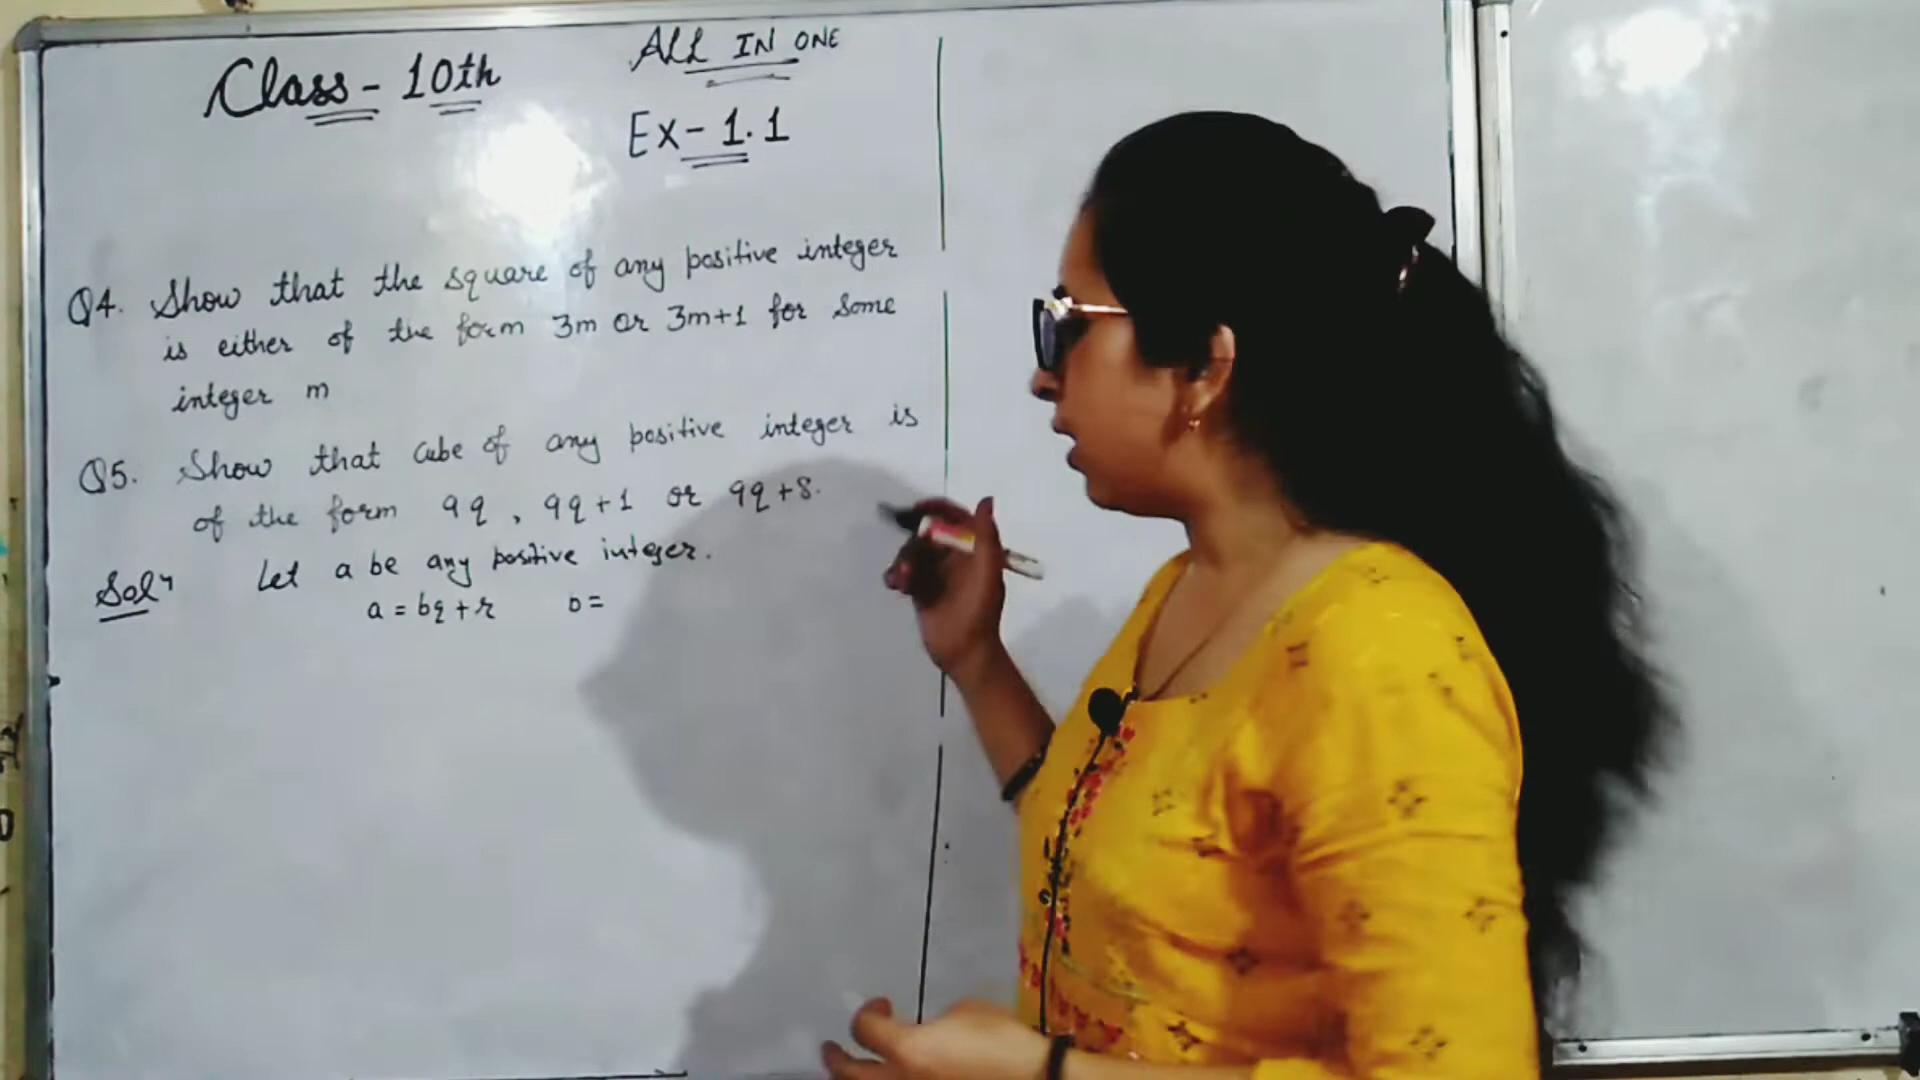 Class - 10th
ALL IN ONE
Ex - 1.1
Q4. Show that the square of any positive integer
is either of the form 3m or 3m+1 for some
integer m
Q5. Show that cube of any positive integer is
of the form 9q, 9q+1 or 9q+8.
Solⁿ Let a be any positive integer.
a = bq + r 0 =